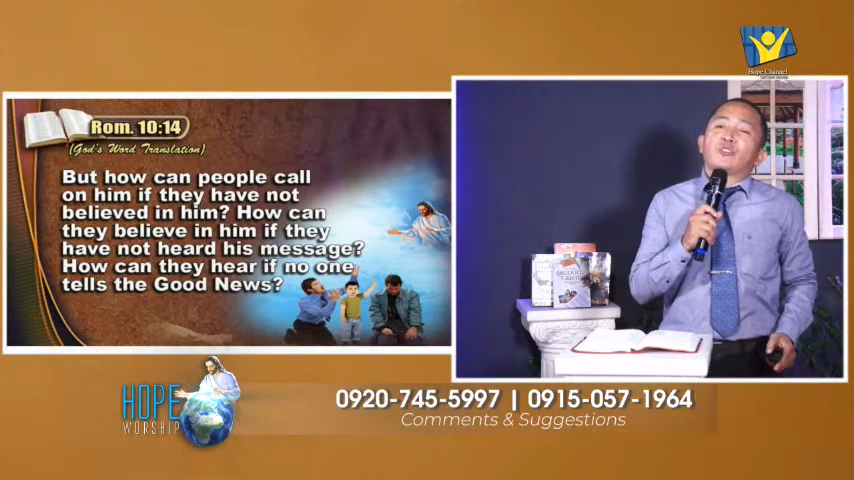 Hope Channel
Rom. 10:14
(God's Word Translation)
But how can people call
on him if they have not
believed in him? How can
they believe in him if they
have not heard his message?
How can they hear if no one
tells the Good News?
HOPE
WORSHIP
0920-745-5997 | 0915-057-1964
Comments & Suggestions